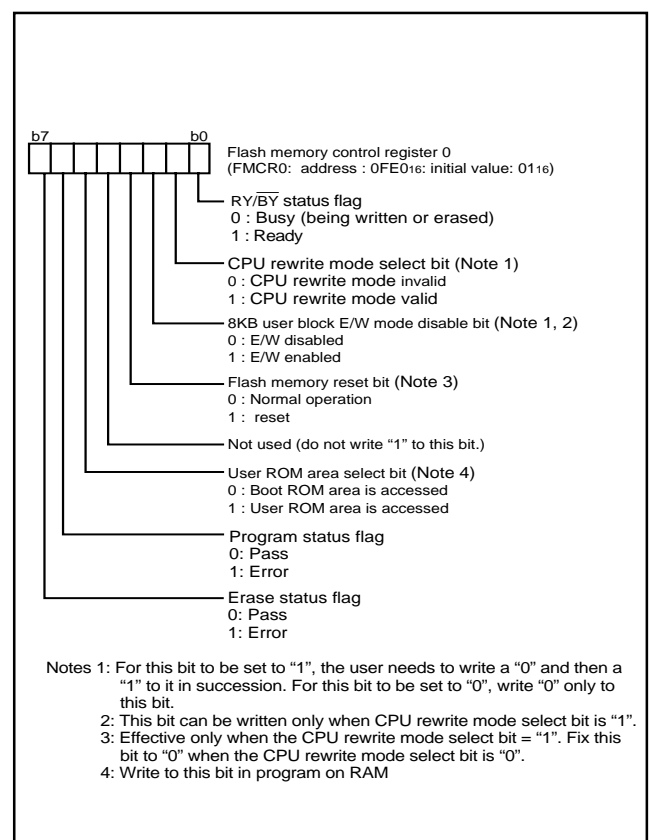 b7 b0
Flash memory control register 0
(FMCR0: address : 0FE016: initial value: 0116)
RY/BY status flag
0 : Busy (being written or erased)
1 : Ready
CPU rewrite mode select bit (Note 1)
0 : CPU rewrite mode invalid
1 : CPU rewrite mode valid
8KB user block E/W mode disable bit (Note 1, 2)
0 : E/W disabled
1 : E/W enabled
Flash memory reset bit (Note 3)
0 : Normal operation
1 : reset
Not used (do not write “1” to this bit.)
User ROM area select bit (Note 4)
0 : Boot ROM area is accessed
1 : User ROM area is accessed
Program status flag
0: Pass
1: Error
Erase status flag
0: Pass
1: Error
Notes 1: For this bit to be set to “1”, the user needs to write a “0” and then a
“1” to it in succession. For this bit to be set to “0”, write “0” only to
this bit.
2: This bit can be written only when CPU rewrite mode select bit is “1”.
3: Effective only when the CPU rewrite mode select bit = “1”. Fix this
bit to “0” when the CPU rewrite mode select bit is “0”.
4: Write to this bit in program on RAM